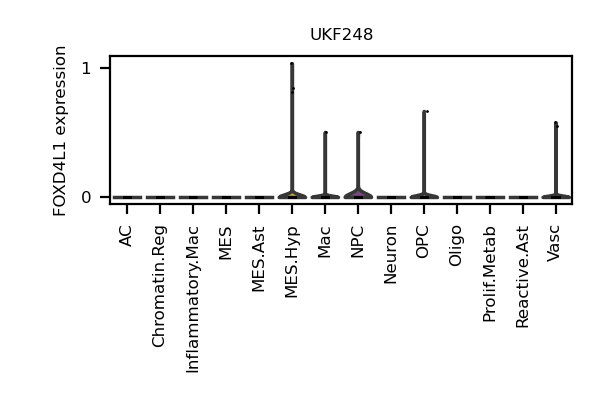 UKF248
FOXD4L1 expression
1
0
AC
Chromatin.Reg
Inflammatory.Mac
MES
MES.Ast
MES.Hyp
Mac
NPC
Neuron
OPC
Oligo
Prolif.Metab
Reactive.Ast
Vasc